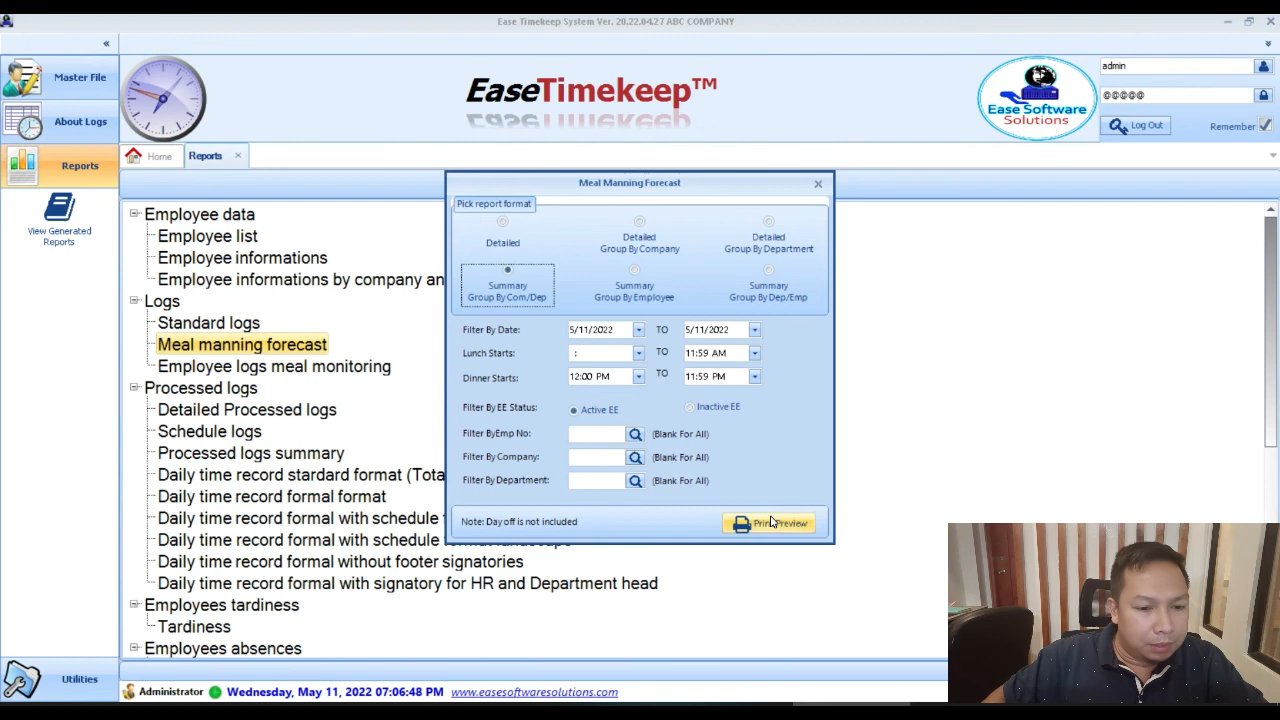 Ease Timekeep System Ver. 20.22.04.27 ABC COMPANY
«
Master File
About Logs
Reports
View Generated
Reports
Utilities
EaseTimekeep™
Ease Software
Solutions
admin
@@@@@
Log Out
Remember
Home
Reports
Employee data
Employee list
Employee informations
Employee informations by company an
Logs
Standard logs
Meal manning forecast
Employee logs meal monitoring
Processed logs
Detailed Processed logs
Schedule logs
Processed logs summary
Daily time record stardard format (Tota
Daily time record formal format
Daily time record formal with schedule f
Daily time record formal with schedule format landscape
Daily time record formal without footer signatories
Daily time record formal with signatory for HR and Department head
Employees tardiness
Tardiness
Employees absences
Meal Manning Forecast
Pick report format
Detailed
Detailed
Group By Company
Detailed
Group By Department
Summary
Group By Com/Dep
Summary
Group By Employee
Summary
Group By Dep/Emp
Filter By Date: 5/11/2022 TO 5/11/2022
Lunch Starts: : TO 11:59 AM
Dinner Starts: 12:00 PM TO 11:59 PM
Filter By EE Status: Active EE Inactive EE
Filter ByEmp No: (Blank For All)
Filter By Company: (Blank For All)
Filter By Department: (Blank For All)
Note: Day off is not included
Print Preview
Administrator Wednesday, May 11, 2022 07:06:48 PM www.easesoftwaresolutions.com